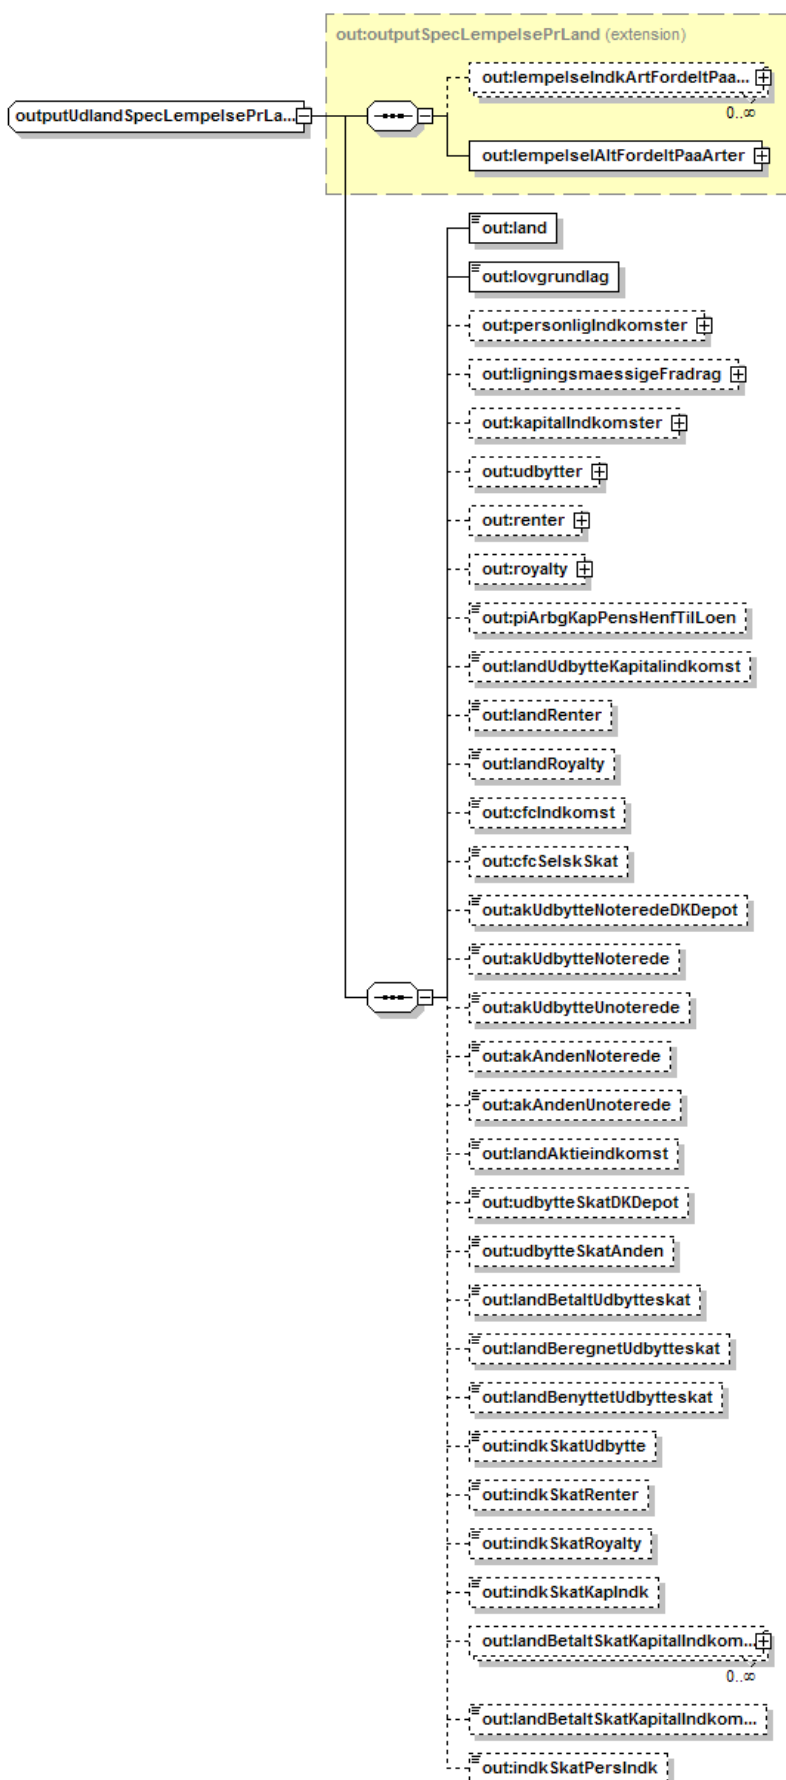 out:outputSpecLempelsePrLand (extension)
out:lempelseIndkArtFordeltPaa...
0..∞
outputUdlandSpecLempelsePrLa...
out:lempelseIAltFordeltPaaArter
out:land
out:lovgrundlag
out:personligIndkomster
out:ligningsmaessigeFradrag
out:kapitalIndkomster
out:udbytter
out:renter
out:royalty
out:piArbgKapPensHenfTilLoen
out:landUdbytteKapitalindkomst
out:landRenter
out:landRoyalty
out:cfcIndkomst
out:cfcSelskSkat
out:akUdbytteNoteredeDKDepot
out:akUdbytteNoterede
out:akUdbytteUnoterede
out:akAndenNoterede
out:akAndenUnoterede
out:landAktieindkomst
out:udbytteSkatDKDepot
out:udbytteSkatAnden
out:landBetaltUdbytteskat
out:landBeregnetUdbytteskat
out:landBenyttetUdbytteskat
out:indkSkatUdbytte
out:indkSkatRenter
out:indkSkatRoyalty
out:indkSkatKapIndk
out:landBetaltSkatKapitalIndkom...
0..∞
out:landBetaltSkatKapitalIndkom...
out:indkSkatPersIndk